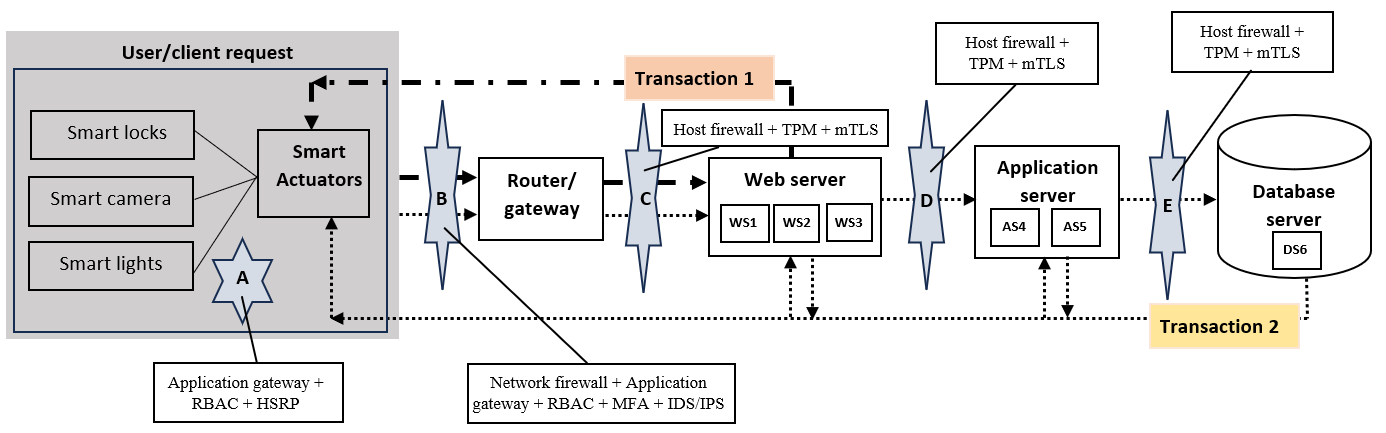 User/client request
Smart locks
Smart camera
Smart lights
Smart
Actuators
A
Application gateway +
RBAC + HSRP
Transaction 1
B
Network firewall + Application
gateway + RBAC + MFA + IDS/IPS
Router/
gateway
C
Host firewall + TPM + mTLS
Web server
WS1
WS2
WS3
D
Host firewall +
TPM + mTLS
Application
server
AS4
AS5
E
Host firewall +
TPM + mTLS
Database
server
DS6
Transaction 2